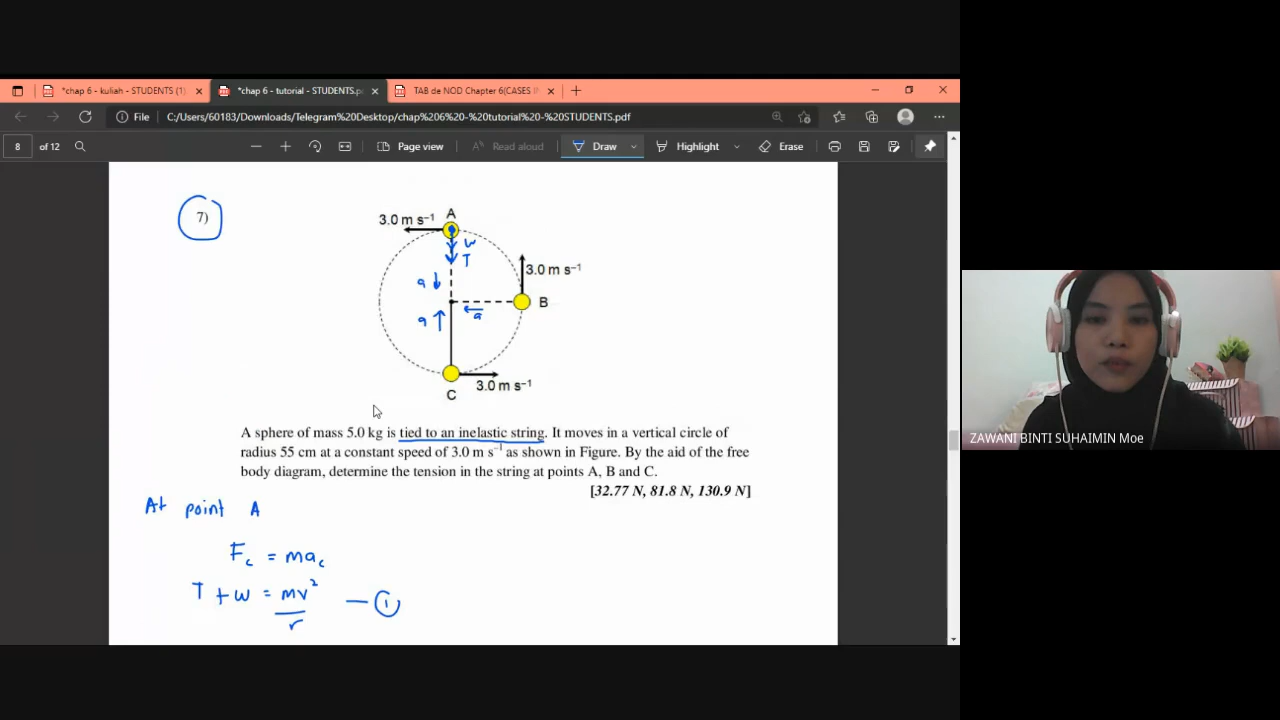 *chap 6 - kuliah - STUDENTS (1)
*chap 6 - tutorial - STUDENTS.p
TAB de NOD Chapter 6(CASES I
File
C:/Users/60183/Downloads/Telegram%20Desktop/chap%206%20-%20tutorial%20-%20STUDENTS.pdf
8 of 12
Page view
Read aloud
Draw
Highlight
Erase
7)
A
3.0 m s⁻¹
W
T
3.0 m s⁻¹
a
B
a
a
3.0 m s⁻¹
C
A sphere of mass 5.0 kg is tied to an inelastic string. It moves in a vertical circle of
radius 55 cm at a constant speed of 3.0 m s⁻¹ as shown in Figure. By the aid of the free
body diagram, determine the tension in the string at points A, B and C.
[32.77 N, 81.8 N, 130.9 N]
At point A
Fc = mac
T + W = mv²/r — ①
ZAWANI BINTI SUHAIMIN Moe